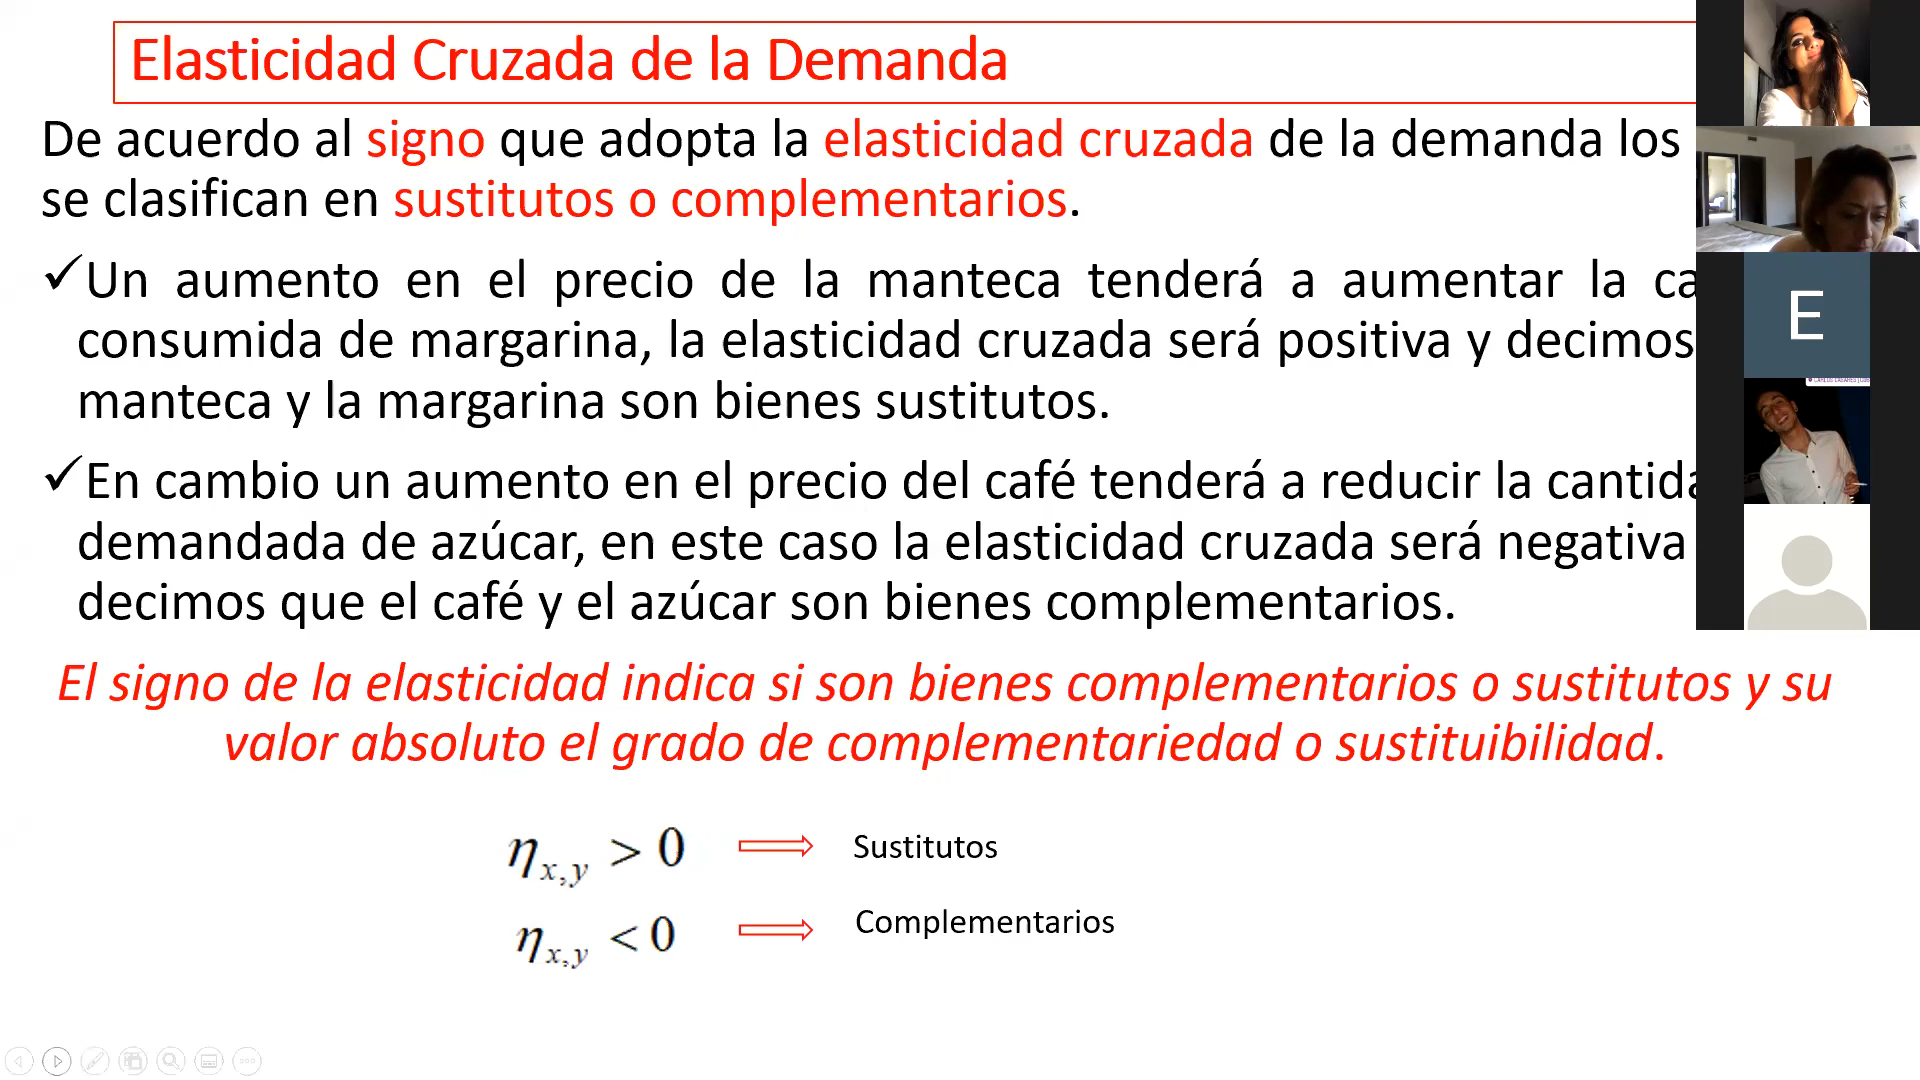 Elasticidad Cruzada de la Demanda
De acuerdo al signo que adopta la elasticidad cruzada de la demanda los
se clasifican en sustitutos o complementarios.
✓Un aumento en el precio de la manteca tenderá a aumentar la ca
consumida de margarina, la elasticidad cruzada será positiva y decimos
manteca y la margarina son bienes sustitutos.
✓En cambio un aumento en el precio del café tenderá a reducir la cantida
demandada de azúcar, en este caso la elasticidad cruzada será negativa
decimos que el café y el azúcar son bienes complementarios.
El signo de la elasticidad indica si son bienes complementarios o sustitutos y su
valor absoluto el grado de complementariedad o sustituibilidad.
η x,y > 0 Sustitutos
η x,y < 0 Complementarios
E